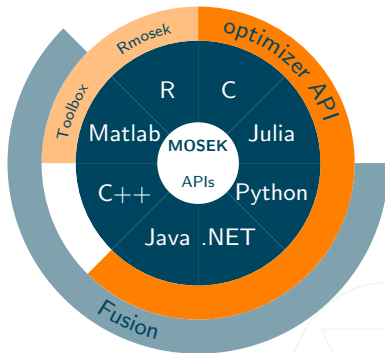 Rmosek
optimizer API
Toolbox
R
C
Matlab
Julia
MOSEK
APIs
C++
Python
Java
.NET
Fusion